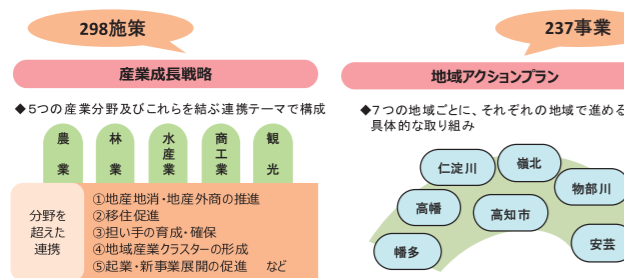 298施策
産業成長戦略
◆5つの産業分野及びこれらを結ぶ連携テーマで構成
農業
林業
水産業
商工業
観光
分野を
超えた
連携
①地産地消・地産外商の推進
②移住促進
③担い手の育成・確保
④地域産業クラスターの形成
⑤起業・新事業展開の促進 など
237事業
地域アクションプラン
◆7つの地域ごとに、それぞれの地域で進める
具体的な取り組み
仁淀川
嶺北
物部川
高幡
高知市
幡多
安芸